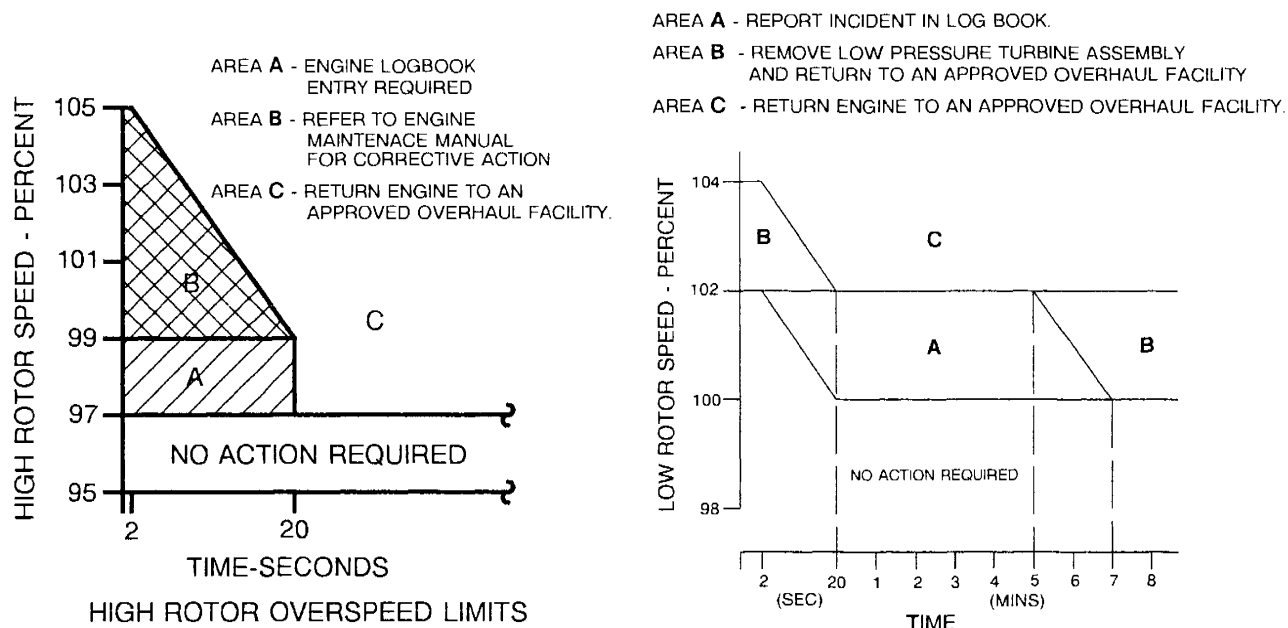 AREA A - ENGINE LOGBOOK
ENTRY REQUIRED
AREA B - REFER TO ENGINE
MAINTENACE MANUAL
FOR CORRECTIVE ACTION
AREA C - RETURN ENGINE TO AN
APPROVED OVERHAUL FACILITY.
HIGH ROTOR SPEED - PERCENT
105
103
101
99
97
95
B
A
C
NO ACTION REQUIRED
2
20
TIME-SECONDS
HIGH ROTOR OVERSPEED LIMITS
AREA A - REPORT INCIDENT IN LOG BOOK.
AREA B - REMOVE LOW PRESSURE TURBINE ASSEMBLY
AND RETURN TO AN APPROVED OVERHAUL FACILITY
AREA C - RETURN ENGINE TO AN APPROVED OVERHAUL FACILITY.
LOW ROTOR SPEED - PERCENT
104
102
100
98
B
C
A
B
NO ACTION REQUIRED
2 20 1 2 3 4 5 6 7 8
(SEC) (MINS)
TIME